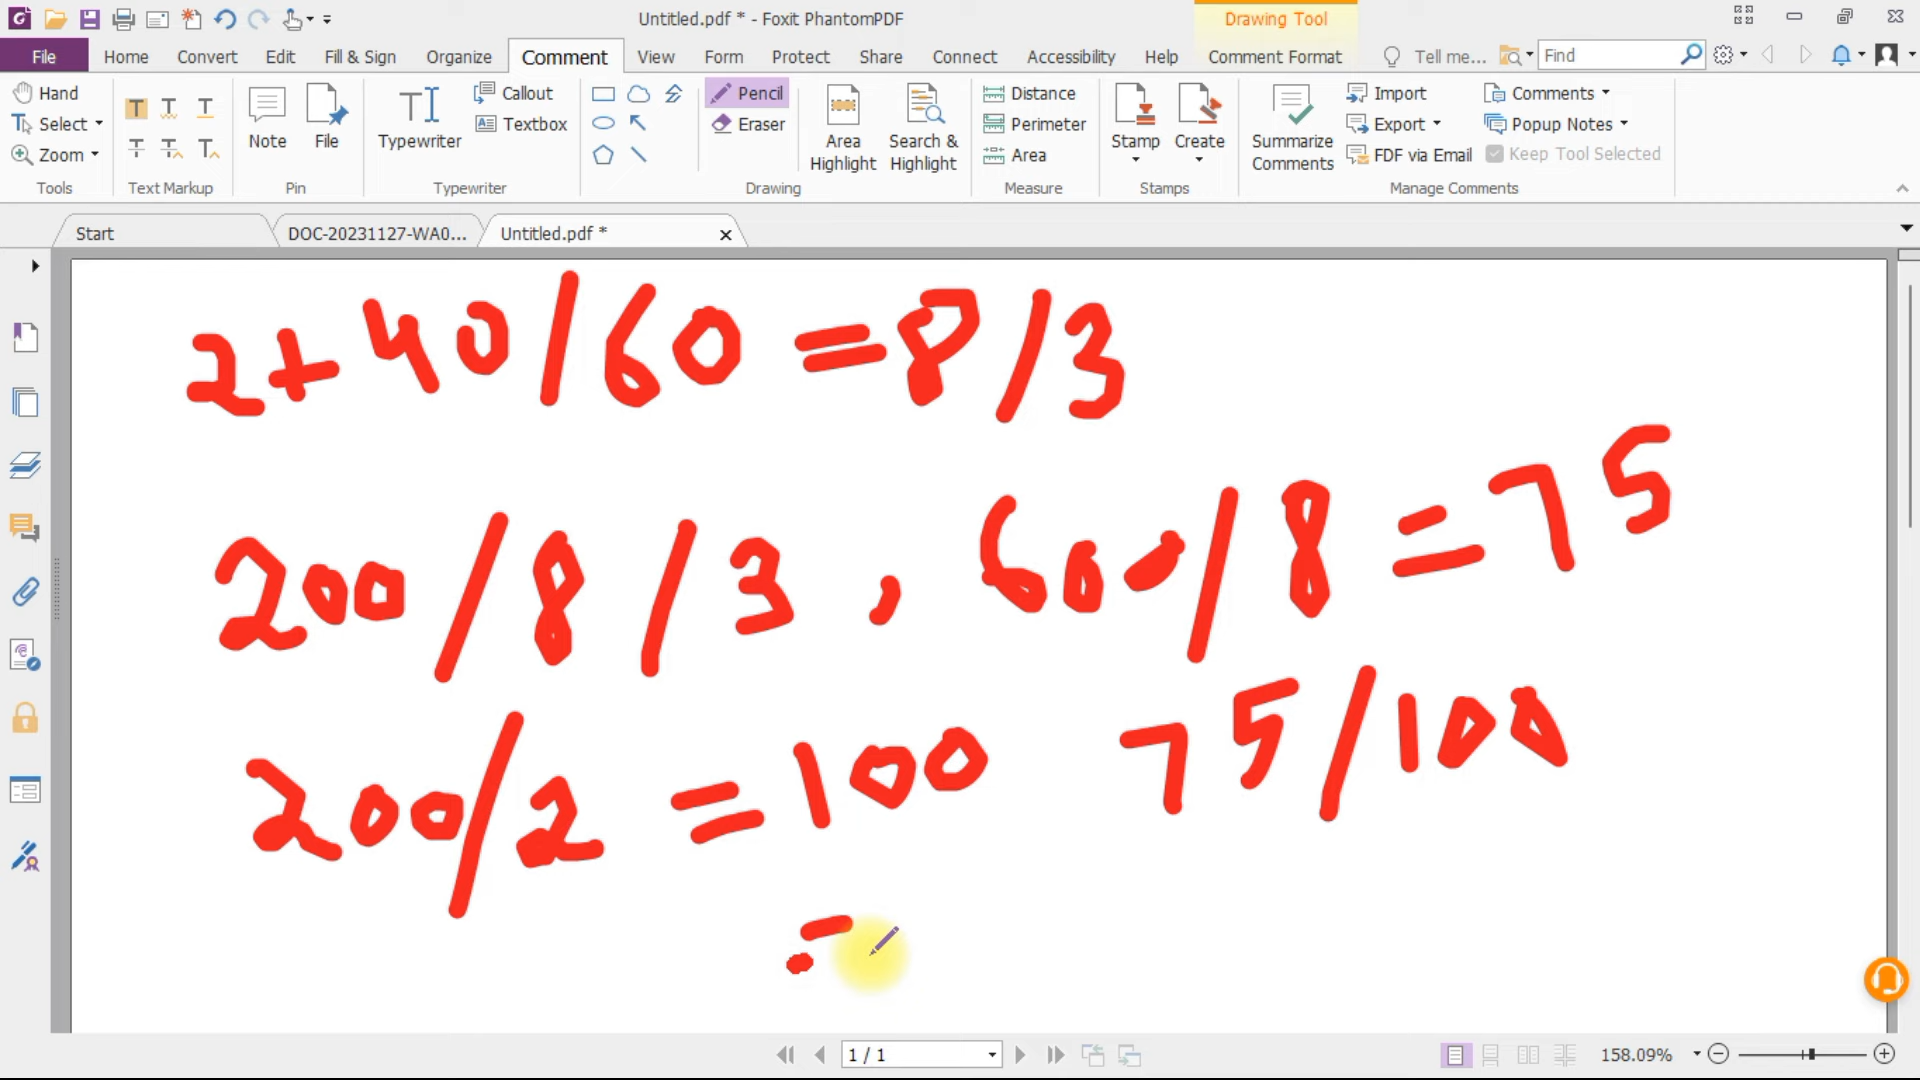 Untitled.pdf * - Foxit PhantomPDF
Drawing Tool
File Home Convert Edit Fill & Sign Organize Comment View Form Protect Share Connect Accessibility Help Comment Format Tell me... Find
Hand
Select
Zoom
Tools
Text Markup
Note
File
Pin
Typewriter
Callout
Textbox
Typewriter
Pencil
Eraser
Area Highlight
Search & Highlight
Drawing
Distance
Perimeter
Area
Measure
Stamp
Create
Stamps
Summarize Comments
Import
Export
FDF via Email
Comments
Popup Notes
Keep Tool Selected
Manage Comments
Start DOC-20231127-WA0... Untitled.pdf *
2+40/60=8/3
200/8/3, 600/8=75
200/2=100 75/100
1 / 1
158.09%